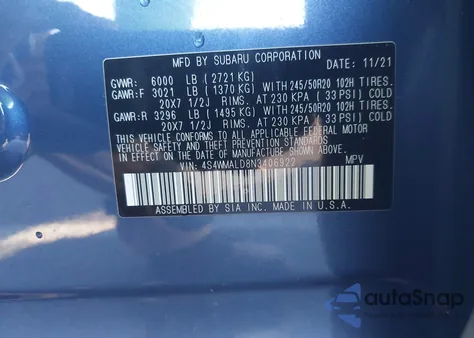 MFD BY SUBARU CORPORATION DATE: 11/21
GVWR: 6000 LB (2721 KG)
GAWR:F 3021 LB (1370 KG) WITH 245/50R20 102H TIRES.
20X7 1/2J RIMS. AT 230 KPA (33 PSI) COLD
GAWR:R 3296 LB (1495 KG) WITH 245/50R20 102H TIRES.
20X7 1/2J RIMS. AT 230 KPA (33 PSI) COLD
THIS VEHICLE CONFORMS TO ALL APPLICABLE FEDERAL MOTOR
VEHICLE SAFETY AND THEFT PREVENTION STANDARDS IN EFFECT
ON THE DATE OF MANUFACTURE SHOWN ABOVE.
VIN: 4S4WMALD8N3406922 MPV
ASSEMBLED BY SIA INC. MADE IN U.S.A.
autoSnap